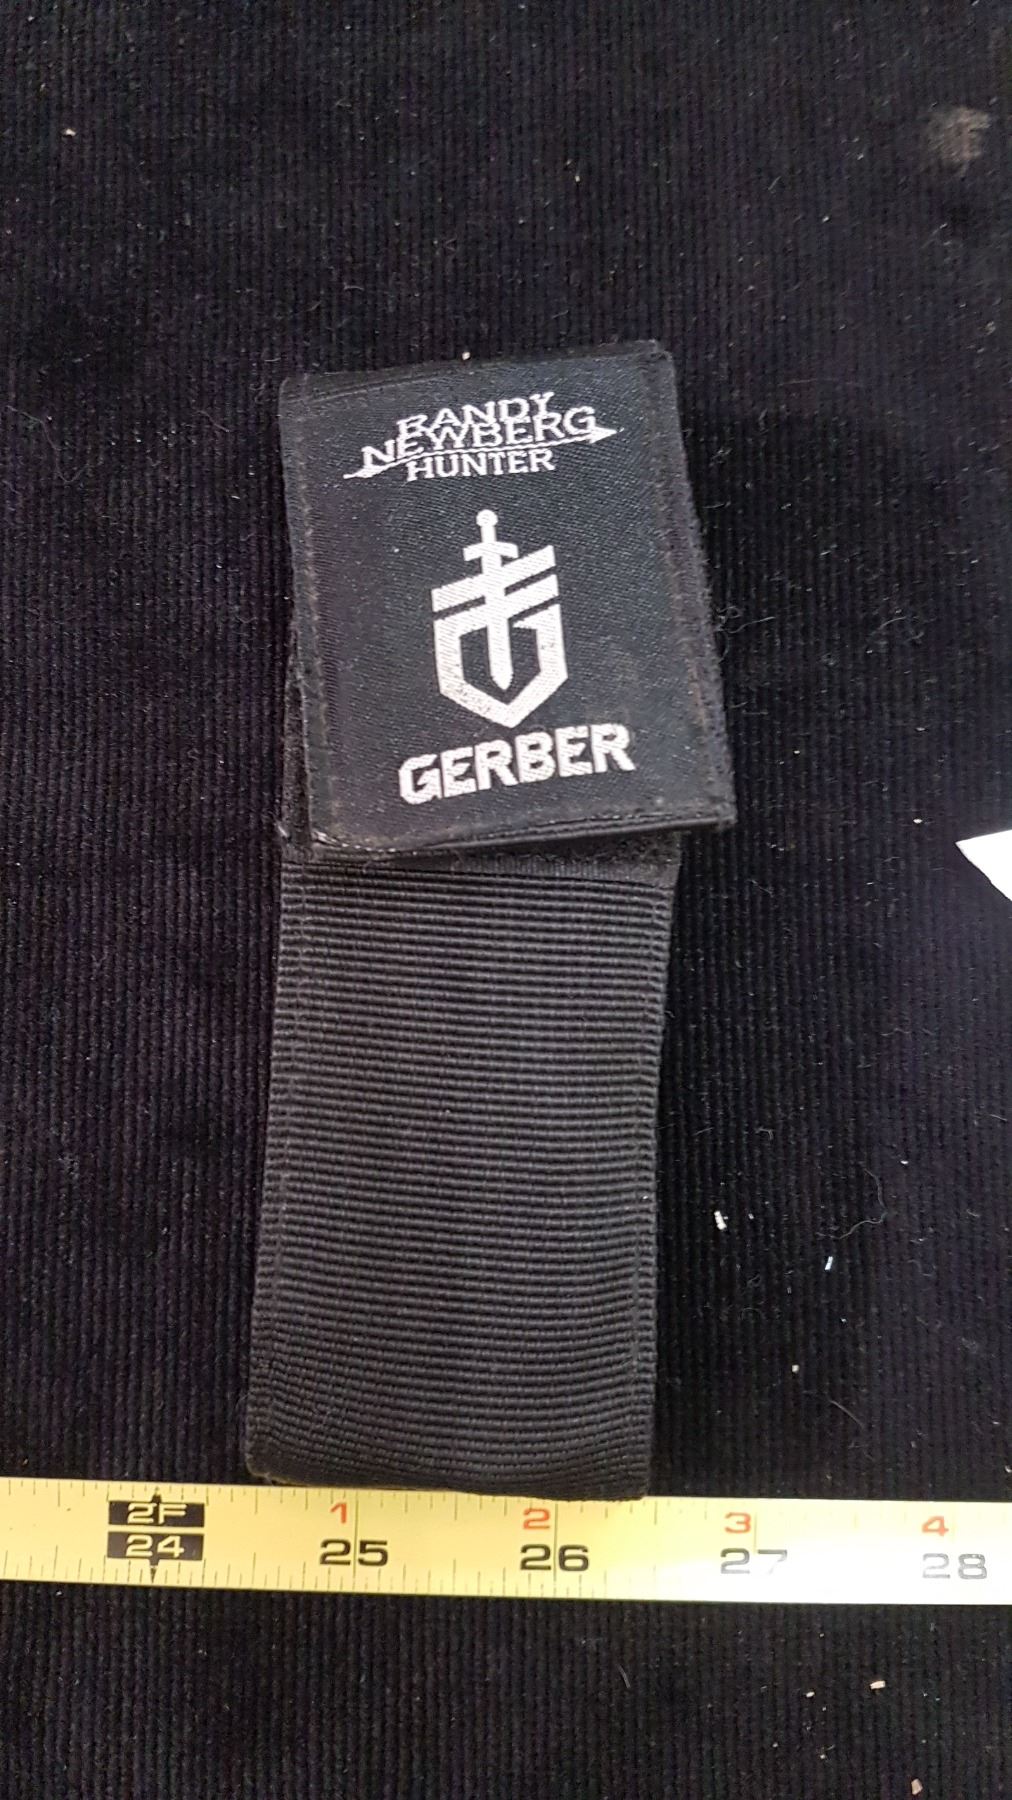 RANDY
NEWBERG
HUNTER
GERBER
2F 1 2 3 4
24 25 26 27 28